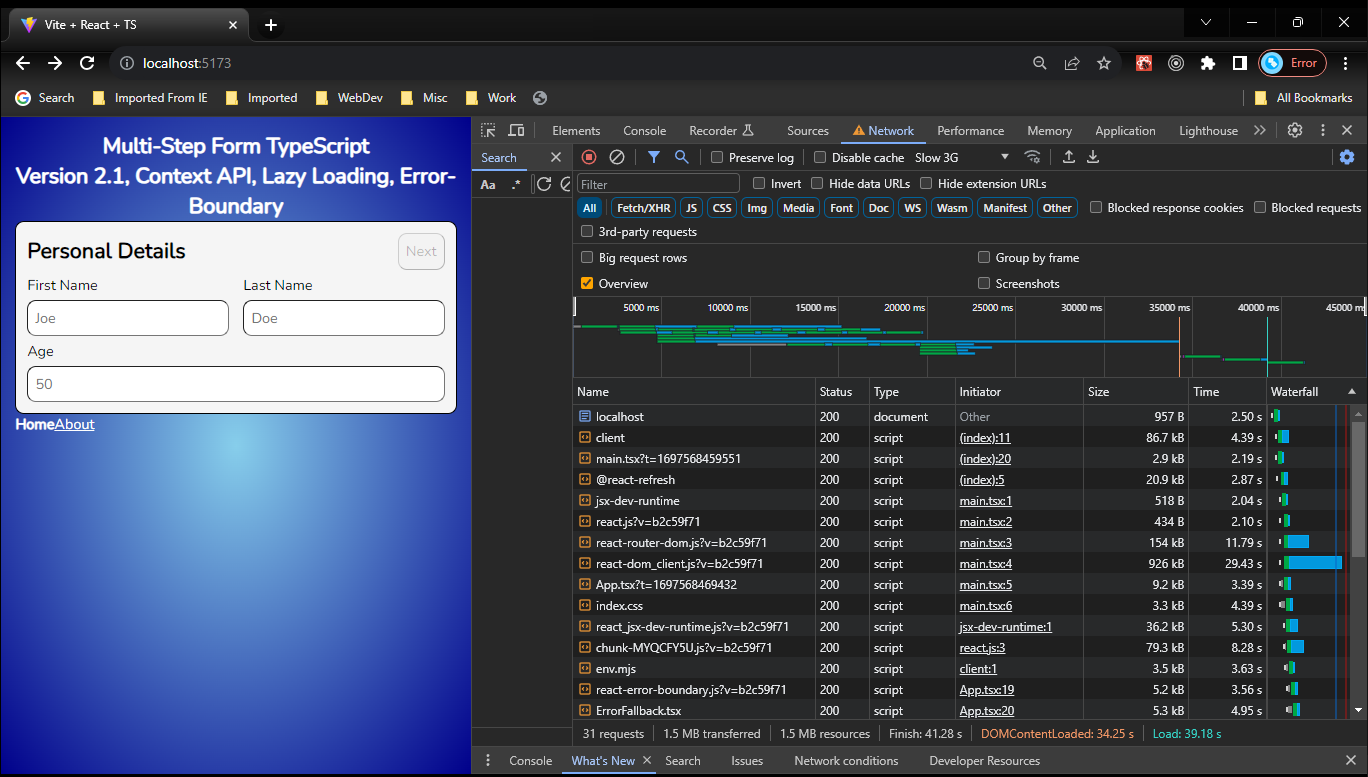 Vite + React + TS
localhost:5173
Error
Search
Imported From IE
Imported
WebDev
Misc
Work
All Bookmarks
Multi-Step Form TypeScript
Version 2.1, Context API, Lazy Loading, Error-
Boundary
Personal Details
Next
First Name
Last Name
Joe
Doe
Age
50
HomeAbout
Elements
Console
Recorder
Sources
Network
Performance
Memory
Application
Lighthouse
Search
Preserve log
Disable cache
Slow 3G
Aa
.*
Filter
Invert
Hide data URLs
Hide extension URLs
All
Fetch/XHR
JS
CSS
Img
Media
Font
Doc
WS
Wasm
Manifest
Other
Blocked response cookies
Blocked requests
3rd-party requests
Big request rows
Group by frame
Overview
Screenshots
5000 ms
10000 ms
15000 ms
20000 ms
25000 ms
30000 ms
35000 ms
40000 ms
45000 ms
Name Status Type Initiator Size Time Waterfall
localhost 200 document Other 957 B 2.50 s
client 200 script (index):11 86.7 kB 4.39 s
main.tsx?t=1697568459551 200 script (index):20 2.9 kB 2.19 s
@react-refresh 200 script (index):5 20.9 kB 2.87 s
jsx-dev-runtime 200 script main.tsx:1 518 B 2.04 s
react.js?v=b2c59f71 200 script main.tsx:2 434 B 2.10 s
react-router-dom.js?v=b2c59f71 200 script main.tsx:3 154 kB 11.79 s
react-dom_client.js?v=b2c59f71 200 script main.tsx:4 926 kB 29.43 s
App.tsx?t=1697568469432 200 script main.tsx:5 9.2 kB 3.39 s
index.css 200 script main.tsx:6 3.3 kB 4.39 s
react_jsx-dev-runtime.js?v=b2c59f71 200 script jsx-dev-runtime:1 36.2 kB 5.30 s
chunk-MYQCFY5U.js?v=b2c59f71 200 script react.js:3 79.3 kB 8.28 s
env.mjs 200 script client:1 3.5 kB 3.63 s
react-error-boundary.js?v=b2c59f71 200 script App.tsx:19 5.2 kB 3.56 s
ErrorFallback.tsx 200 script App.tsx:20 5.3 kB 4.95 s
31 requests
1.5 MB transferred
1.5 MB resources
Finish: 41.28 s
DOMContentLoaded: 34.25 s
Load: 39.18 s
Console
What's New
Search
Issues
Network conditions
Developer Resources